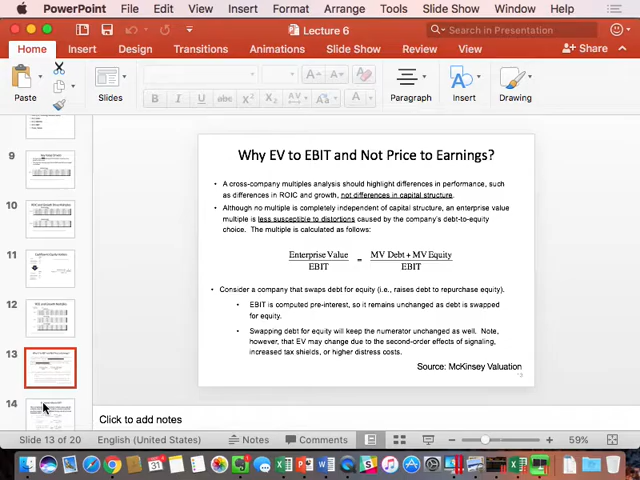 PowerPoint File Edit View Insert Format Arrange Tools Slide Show Window Help
Lecture 6
Search in Presentation
Home Insert Design Transitions Animations Slide Show Review View Share
Paste Slides Paragraph Insert Drawing
B I U abc X² X₂ AV Aa A
9
10
11
12
13
14
Why EV to EBIT and Not Price to Earnings?
• A cross-company multiples analysis should highlight differences in performance, such
as differences in ROIC and growth, not differences in capital structure.
• Although no multiple is completely independent of capital structure, an enterprise value
multiple is less susceptible to distortions caused by the company's debt-to-equity
choice. The multiple is calculated as follows:
Enterprise Value = MV Debt + MV Equity
EBIT EBIT
• Consider a company that swaps debt for equity (i.e., raises debt to repurchase equity).
• EBIT is computed pre-interest, so it remains unchanged as debt is swapped
for equity.
• Swapping debt for equity will keep the numerator unchanged as well. Note,
however, that EV may change due to the second-order effects of signaling,
increased tax shields, or higher distress costs.
Source: McKinsey Valuation
Click to add notes
Slide 13 of 20 English (United States) Notes Comments 59%